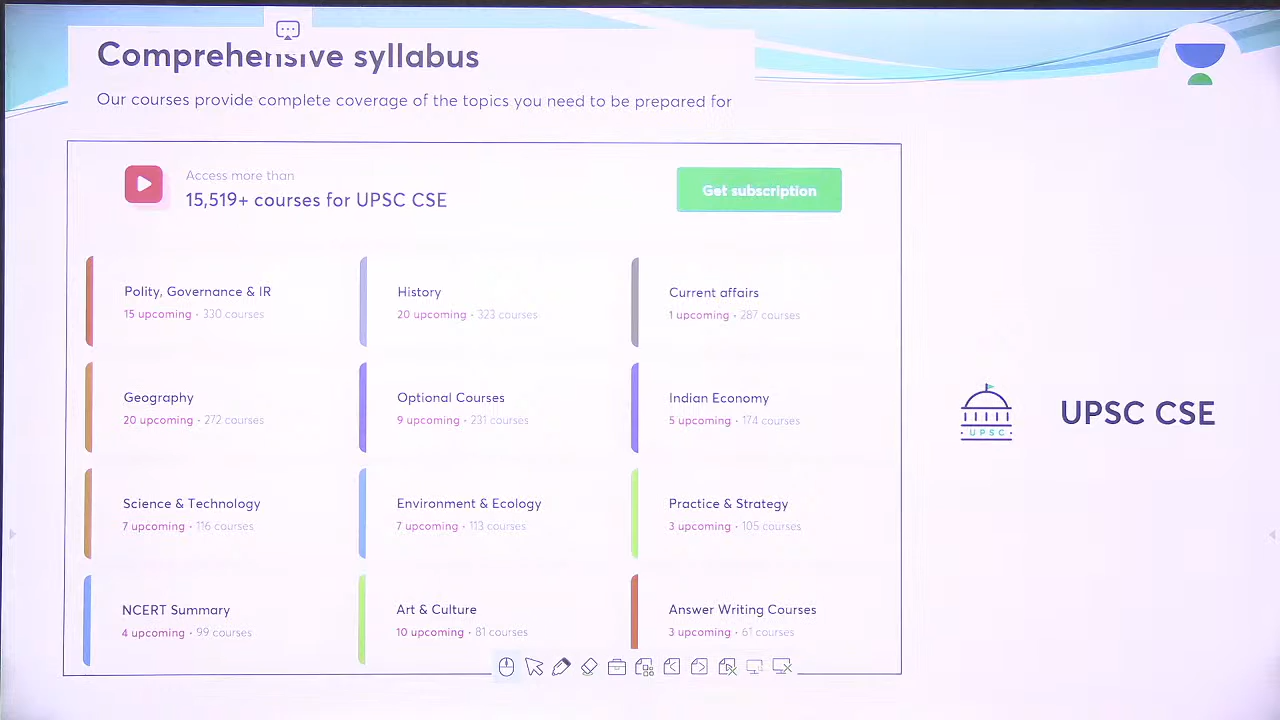 Comprehensive syllabus
Our courses provide complete coverage of the topics you need to be prepared for
Access more than
15,519+ courses for UPSC CSE
Get subscription
Polity, Governance & IR
15 upcoming · 330 courses
History
20 upcoming · 323 courses
Current affairs
1 upcoming · 287 courses
Geography
20 upcoming · 272 courses
Optional Courses
9 upcoming · 231 courses
Indian Economy
5 upcoming · 174 courses
Science & Technology
7 upcoming · 116 courses
Environment & Ecology
7 upcoming · 113 courses
Practice & Strategy
3 upcoming · 105 courses
NCERT Summary
4 upcoming · 99 courses
Art & Culture
10 upcoming · 81 courses
Answer Writing Courses
3 upcoming · 61 courses
UPSC
UPSC CSE